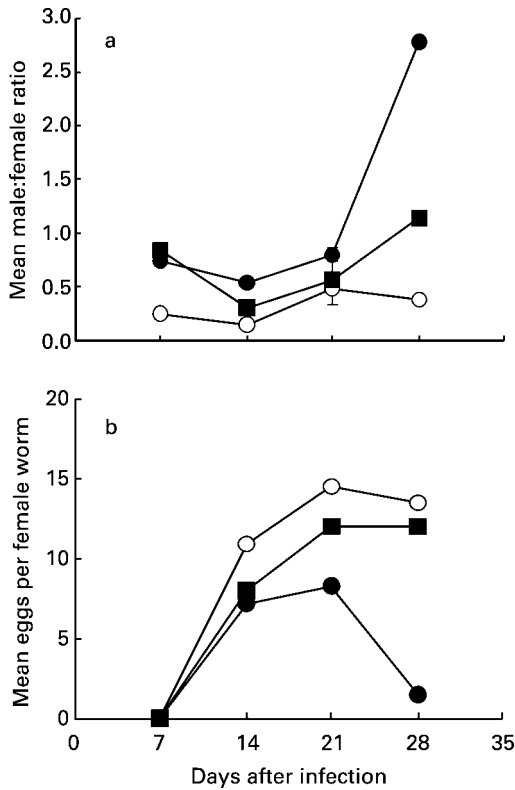 3.0
a
2.5
2.0
1.5
1.0
0.5
0.0
Mean male:female ratio
20
b
15
10
5
0
Mean eggs per female worm
0 7 14 21 28 35
Days after infection